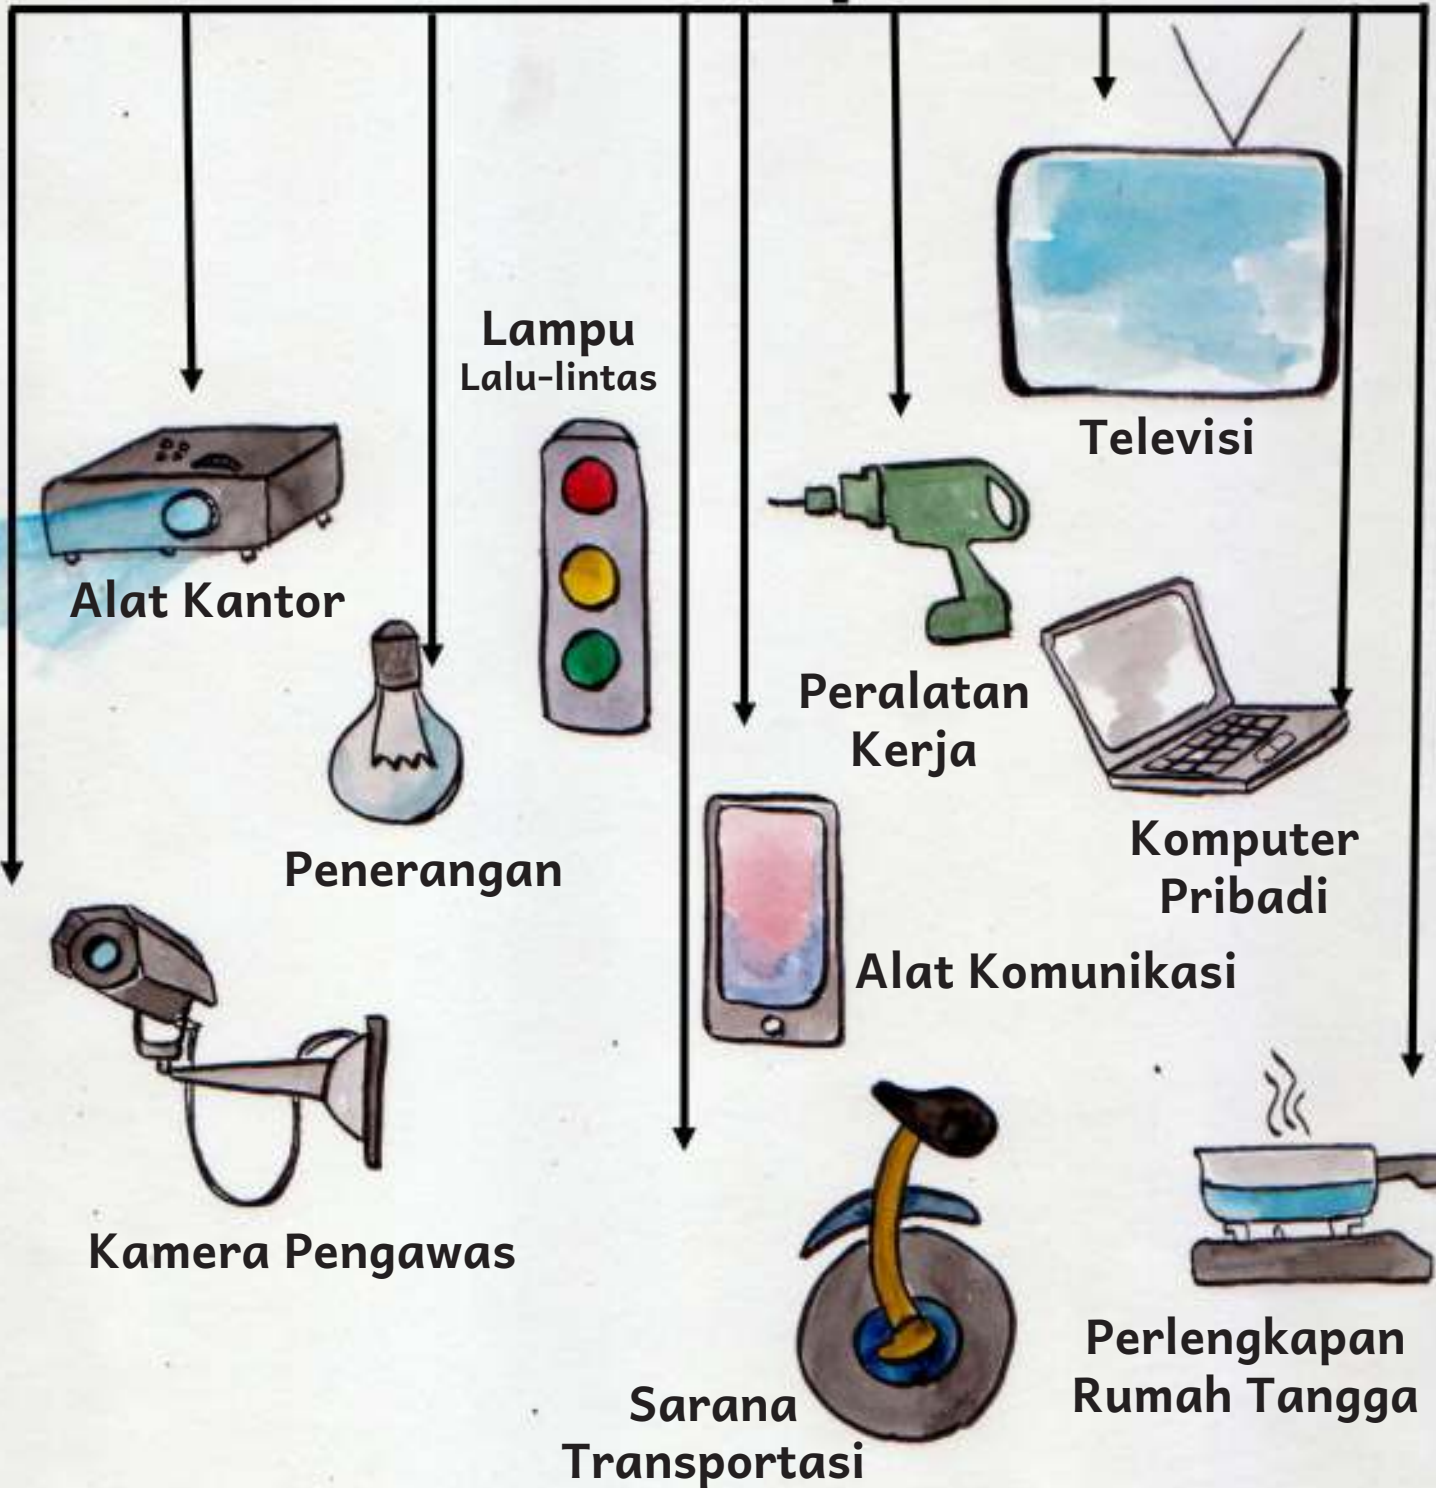 Lampu
Lalu-lintas
Televisi
Alat Kantor
Peralatan
Kerja
Penerangan
Komputer
Pribadi
Alat Komunikasi
Kamera Pengawas
Perlengkapan
Rumah Tangga
Sarana
Transportasi